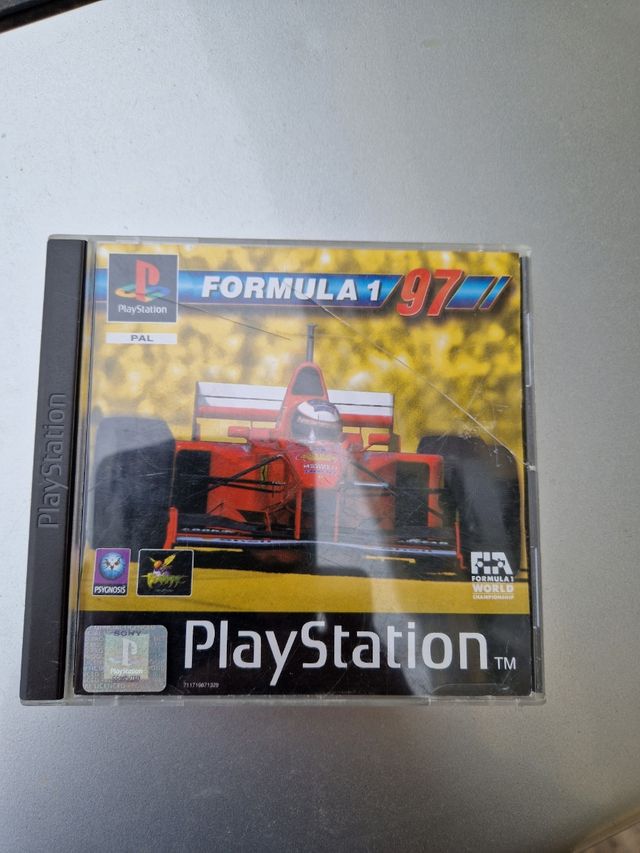 PlayStation
PlayStation
PAL
FORMULA 1 97
PSYGNOSIS
FIA
FORMULA 1
WORLD
CHAMPIONSHIP
SONY
PlayStation
PlayStation TM